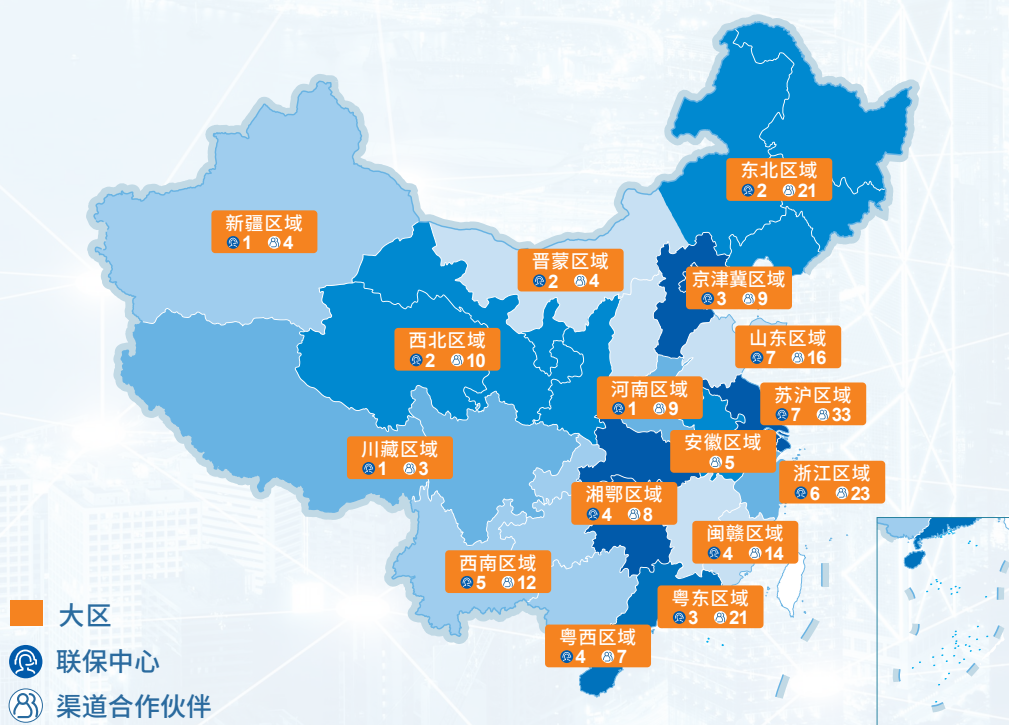 东北区域
2 21
新疆区域
1 4
晋蒙区域
2 4
京津冀区域
3 9
西北区域
2 10
山东区域
7 16
河南区域
1 9
苏沪区域
7 33
川藏区域
1 3
安徽区域
5
浙江区域
6 23
湘鄂区域
4 8
闽赣区域
4 14
西南区域
5 12
粤东区域
3 21
粤西区域
4 7
大区
联保中心
渠道合作伙伴